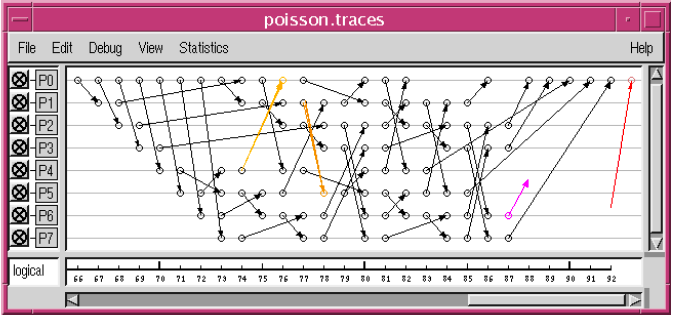 poisson.traces
File Edit Debug View Statistics Help
P0
P1
P2
P3
P4
P5
P6
P7
logical
66 67 68 69 70 71 72 73 74 75 76 77 78 79 80 81 82 83 84 85 86 87 88 89 90 91 92